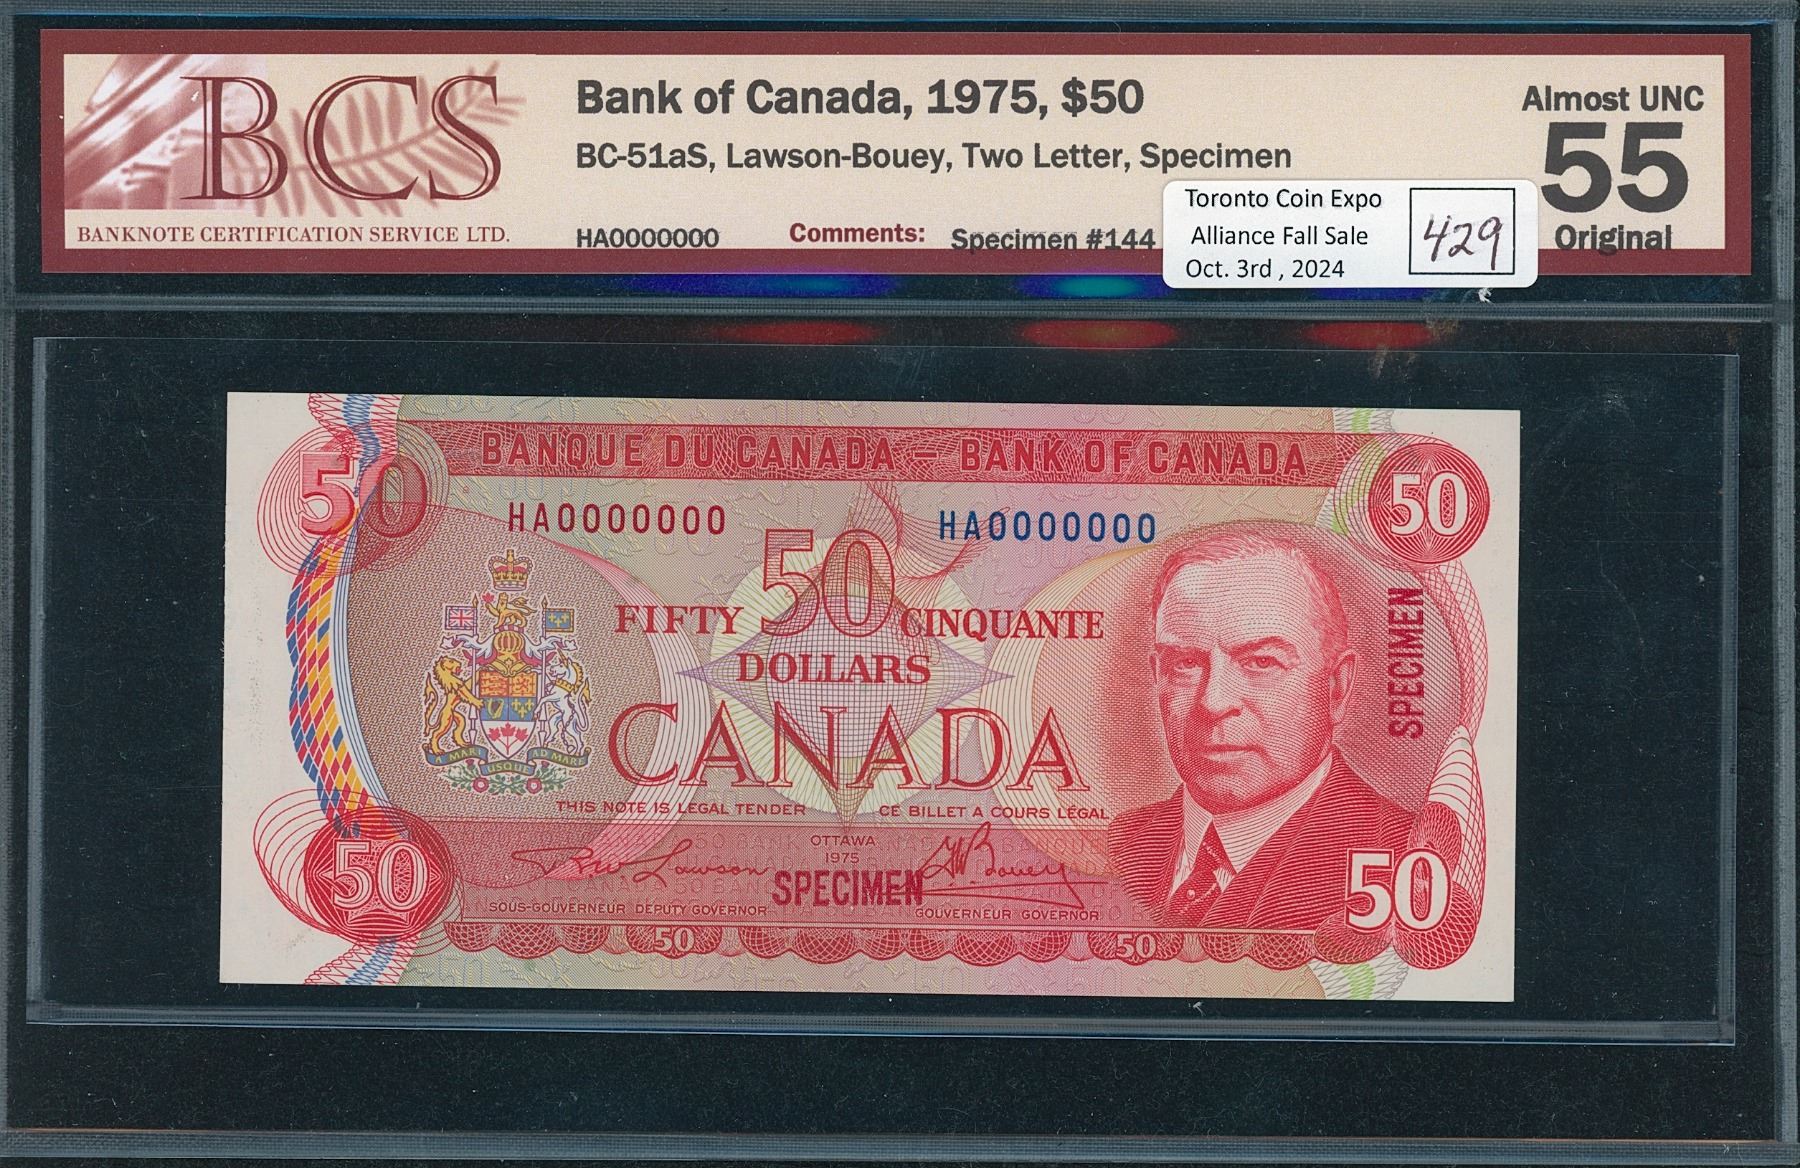 BCS
BANKNOTE CERTIFICATION SERVICE LTD.
Bank of Canada, 1975, $50
BC-51aS, Lawson-Bouey, Two Letter, Specimen
HA0000000 Comments: Specimen #144
Almost UNC
55
Original
Toronto Coin Expo
Alliance Fall Sale
Oct. 3rd , 2024
429
BANQUE DU CANADA – BANK OF CANADA
50
50
HA0000000
HA0000000
50
FIFTY CINQUANTE
DOLLARS
CANADA
A MARI USQUE AD MARE
THIS NOTE IS LEGAL TENDER CE BILLET A COURS LÉGAL
SPECIMEN
OTTAWA
1975
R.W. Lawson
G K Bouey
SPECIMEN
SOUS-GOUVERNEUR DEPUTY GOVERNOR
GOUVERNEUR GOVERNOR
50
50
50
50